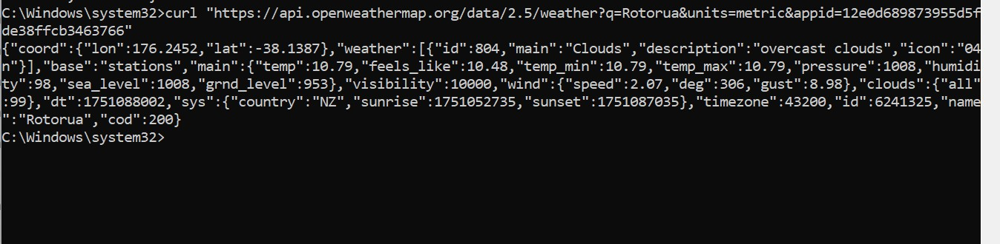 C:\Windows\system32>curl "https://api.openweathermap.org/data/2.5/weather?q=Rotorua&units=metric&appid=12e0d689873955d5f
de38ffcb3463766"
{"coord":{"lon":176.2452,"lat":-38.1387},"weather":[{"id":804,"main":"Clouds","description":"overcast clouds","icon":"04
n"}],"base":"stations","main":{"temp":10.79,"feels_like":10.48,"temp_min":10.79,"temp_max":10.79,"pressure":1008,"humidi
ty":98,"sea_level":1008,"grnd_level":953},"visibility":10000,"wind":{"speed":2.07,"deg":306,"gust":8.98},"clouds":{"all"
:99},"dt":1751088002,"sys":{"country":"NZ","sunrise":1751052735,"sunset":1751087035},"timezone":43200,"id":6241325,"name
":"Rotorua","cod":200}
C:\Windows\system32>